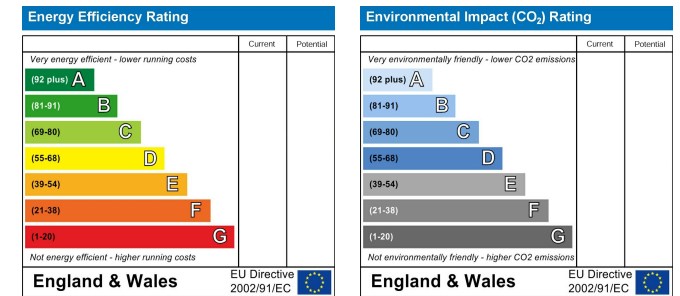 Energy Efficiency Rating
Current Potential
Very energy efficient - lower running costs
(92 plus) A
(81-91) B
(69-80) C
(55-68) D
(39-54) E
(21-38) F
(1-20) G
Not energy efficient - higher running costs
England & Wales
EU Directive
2002/91/EC
Environmental Impact (CO₂) Rating
Current Potential
Very environmentally friendly - lower CO2 emissions
(92 plus) A
(81-91) B
(69-80) C
(55-68) D
(39-54) E
(21-38) F
(1-20) G
Not environmentally friendly - higher CO2 emissions
England & Wales
EU Directive
2002/91/EC